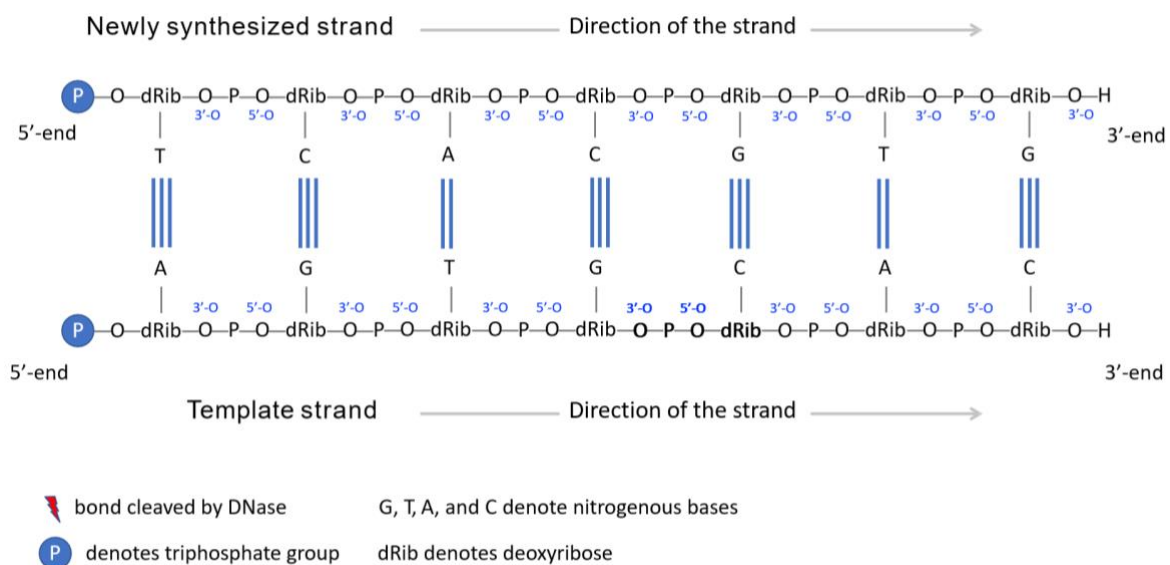 Newly synthesized strand Direction of the strand
P O dRib O P O dRib O P O dRib O P O dRib O P O dRib O P O dRib O P O dRib O H
3'-O 5'-O 3'-O 5'-O 3'-O 5'-O 3'-O 5'-O 3'-O 5'-O 3'-O 5'-O 3'-O
5'-end 3'-end
T C A C G T G
A G T G C A C
3'-O 5'-O 3'-O 5'-O 3'-O 5'-O 3'-O 5'-O 3'-O 5'-O 3'-O 5'-O 3'-O
P O dRib O P O dRib O P O dRib O P O dRib O P O dRib O P O dRib O P O dRib O H
5'-end 3'-end
Template strand Direction of the strand
bond cleaved by DNase G, T, A, and C denote nitrogenous bases
P denotes triphosphate group dRib denotes deoxyribose